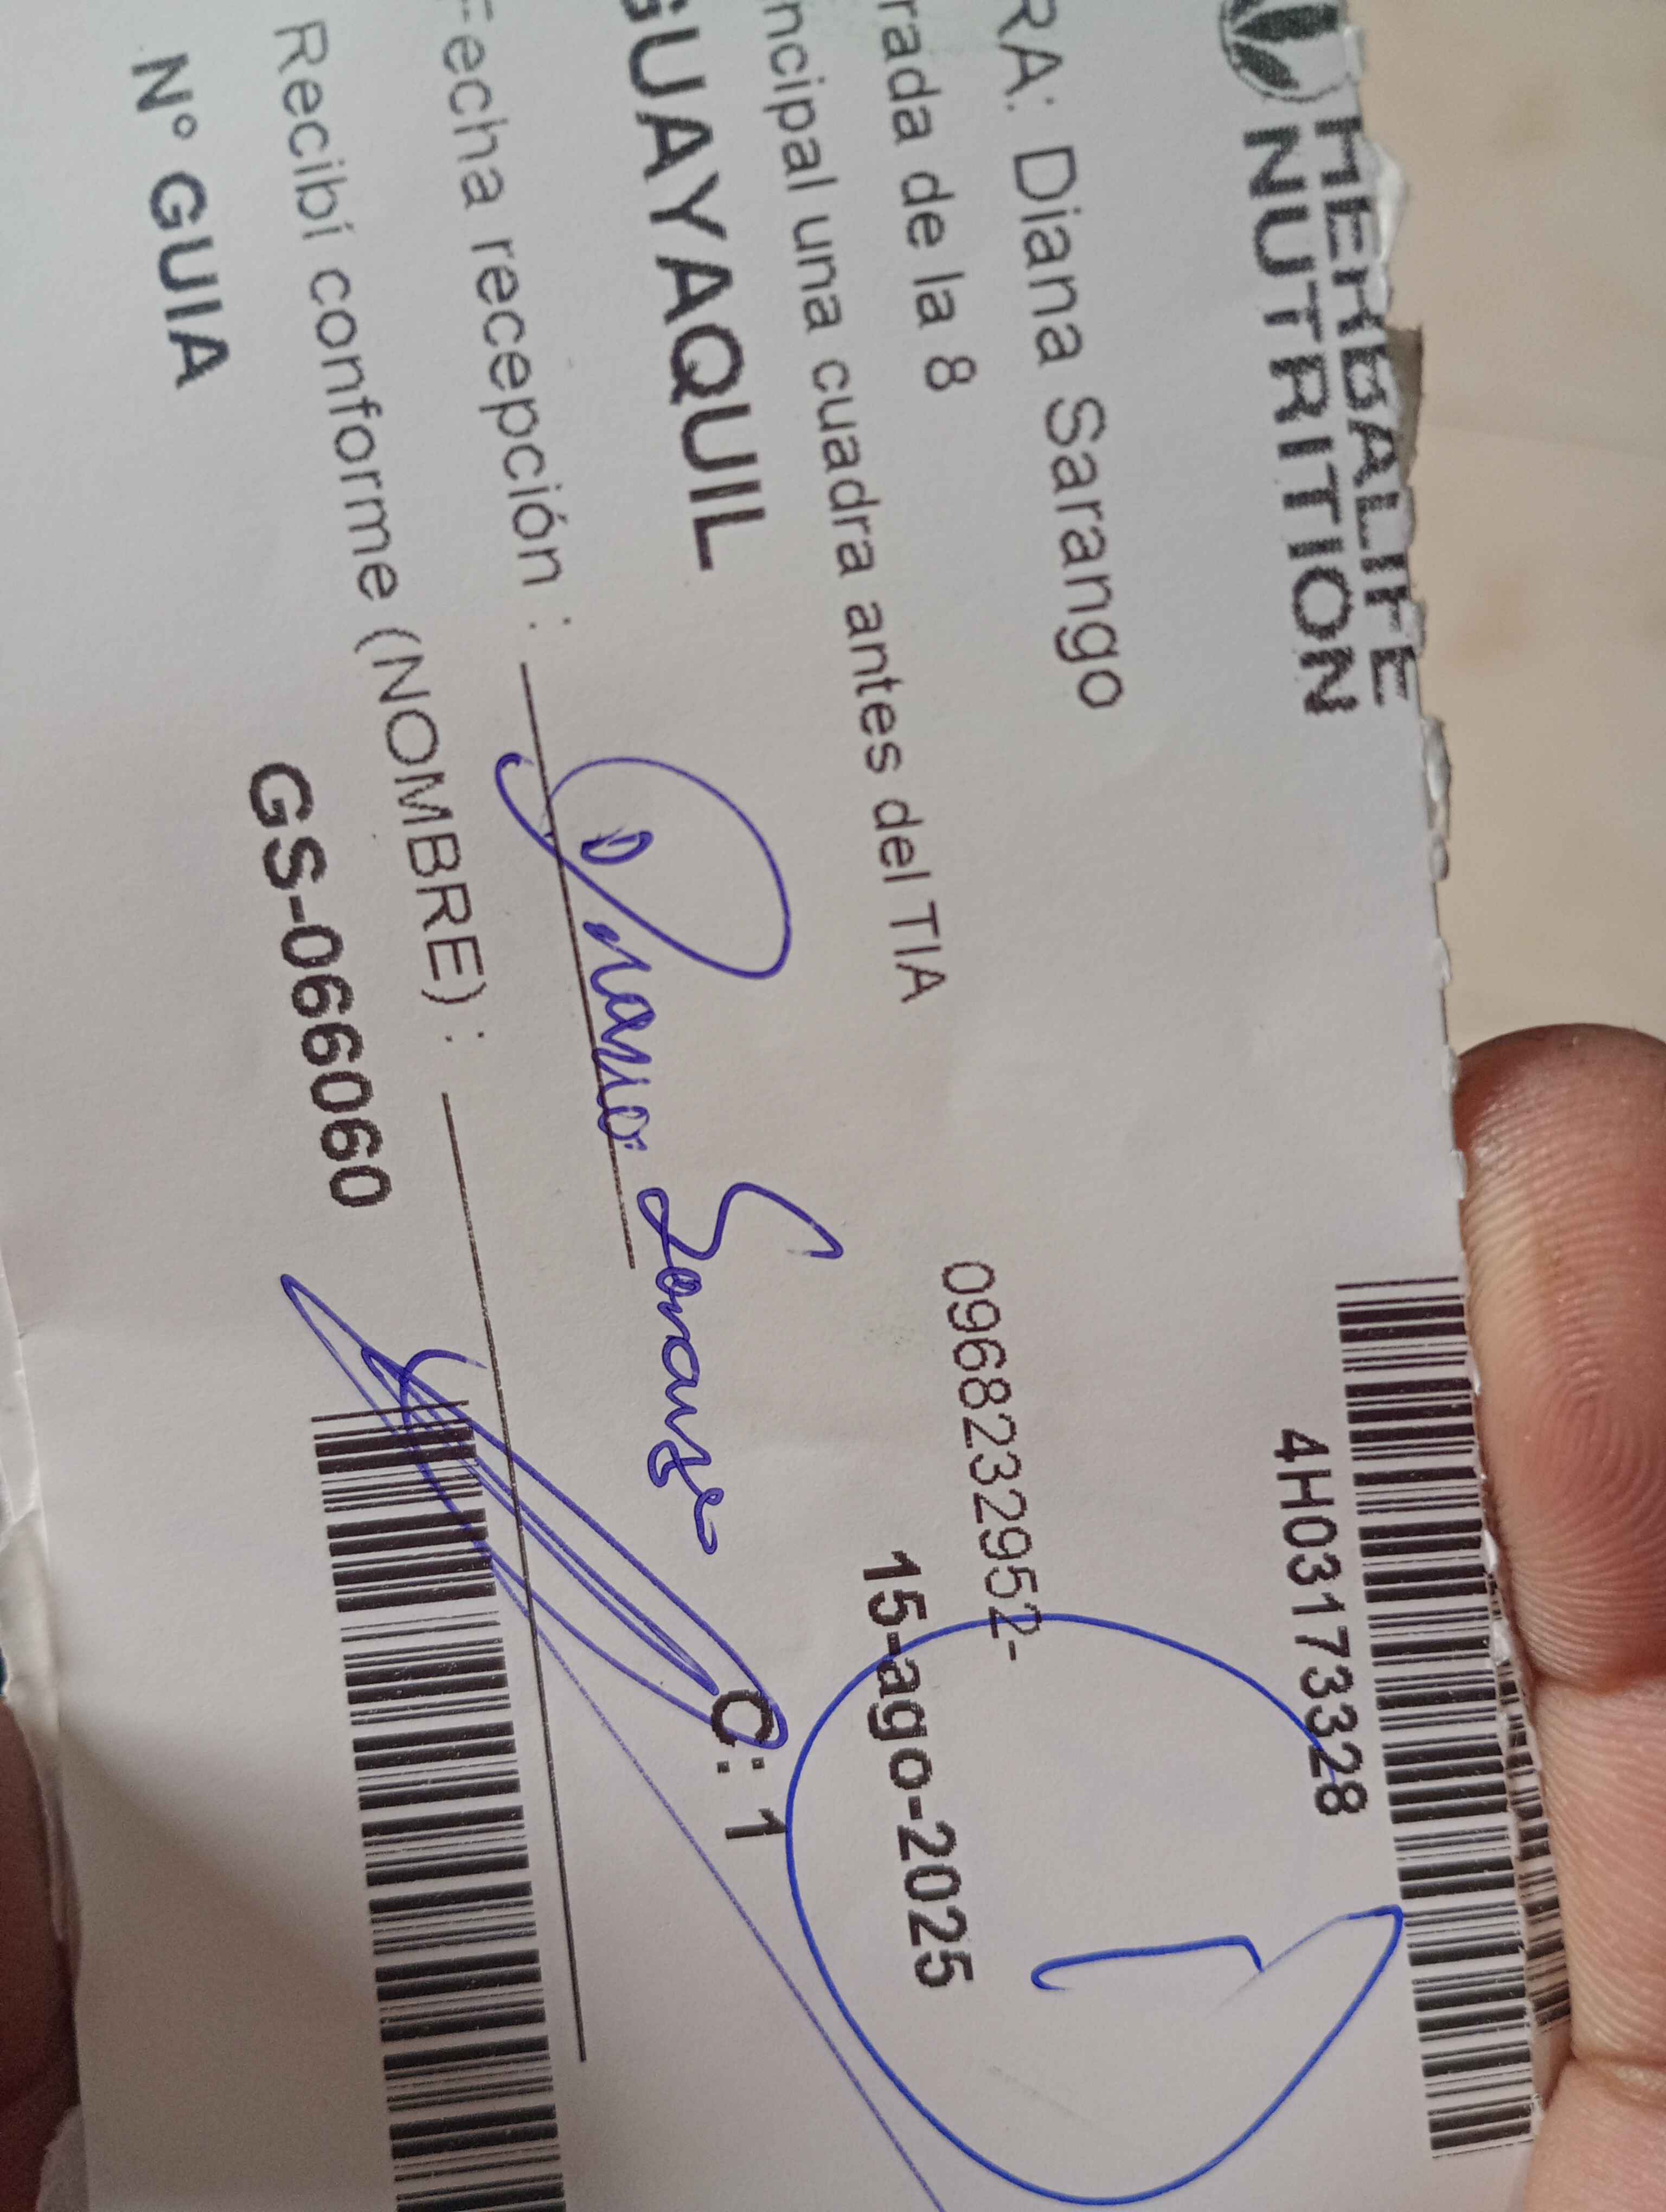 HERBALIFE
NUTRITION
4H03173328
RA: Diana Sarango
rada de la 8
0968232952-
ncipal una cuadra antes del TIA
15-ago-2025
GUAYAQUIL
C: 1
Fecha recepción :
Diana Sarango
Recibí conforme (NOMBRE) :
N° GUIA
GS-066060